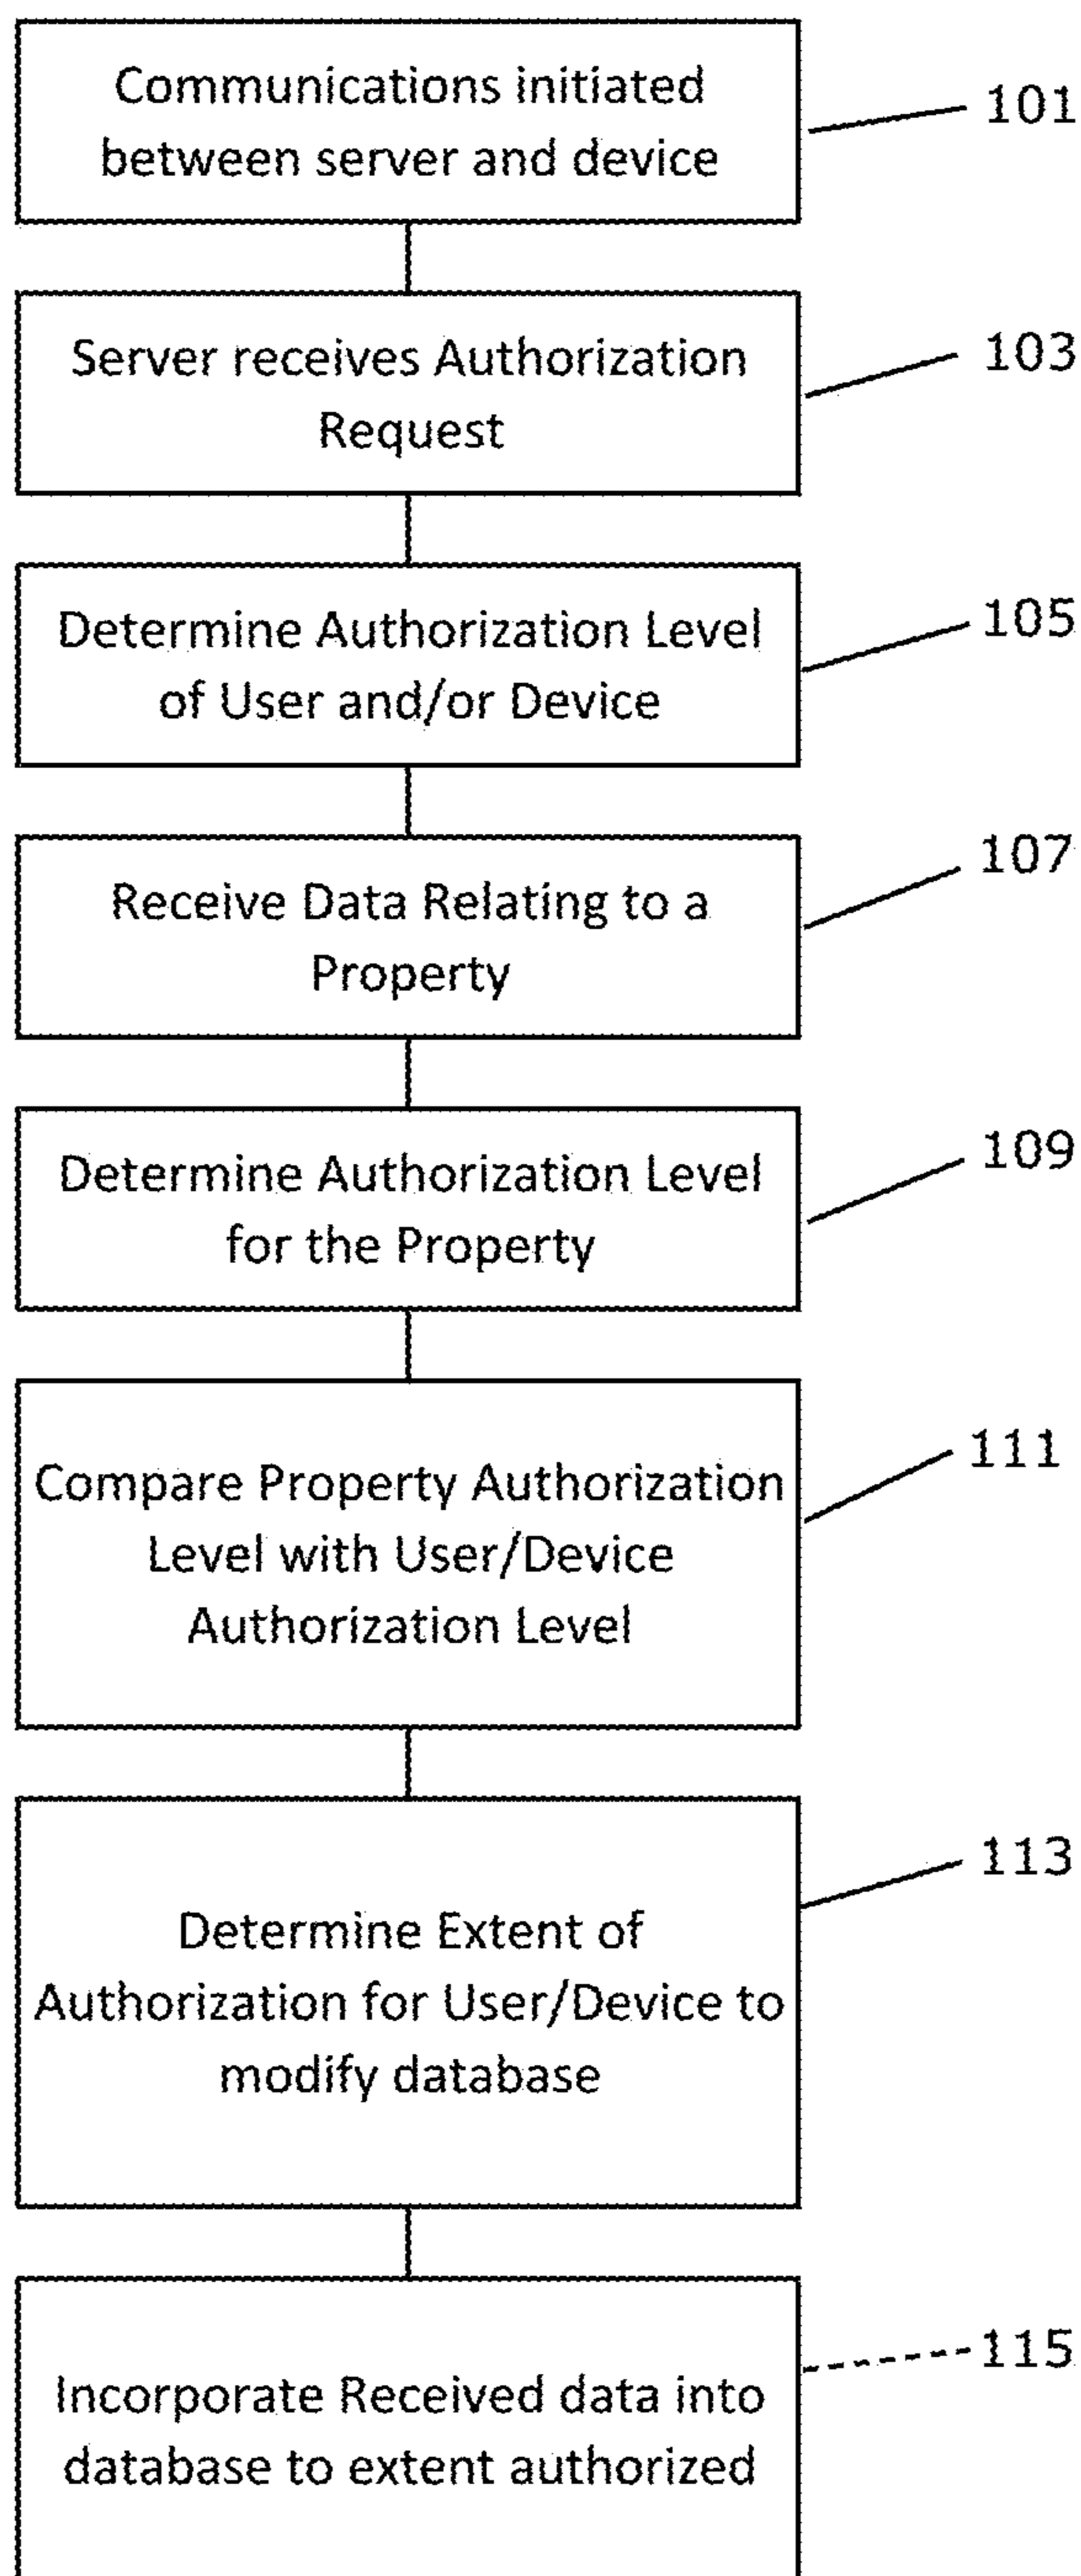 Communications initiated
between server and device
101
Server receives Authorization
Request
103
Determine Authorization Level
of User and/or Device
105
Receive Data Relating to a
Property
107
Determine Authorization Level
for the Property
109
Compare Property Authorization
Level with User/Device
Authorization Level
111
Determine Extent of
Authorization for User/Device to
modify database
113
Incorporate Received data into
database to extent authorized
115